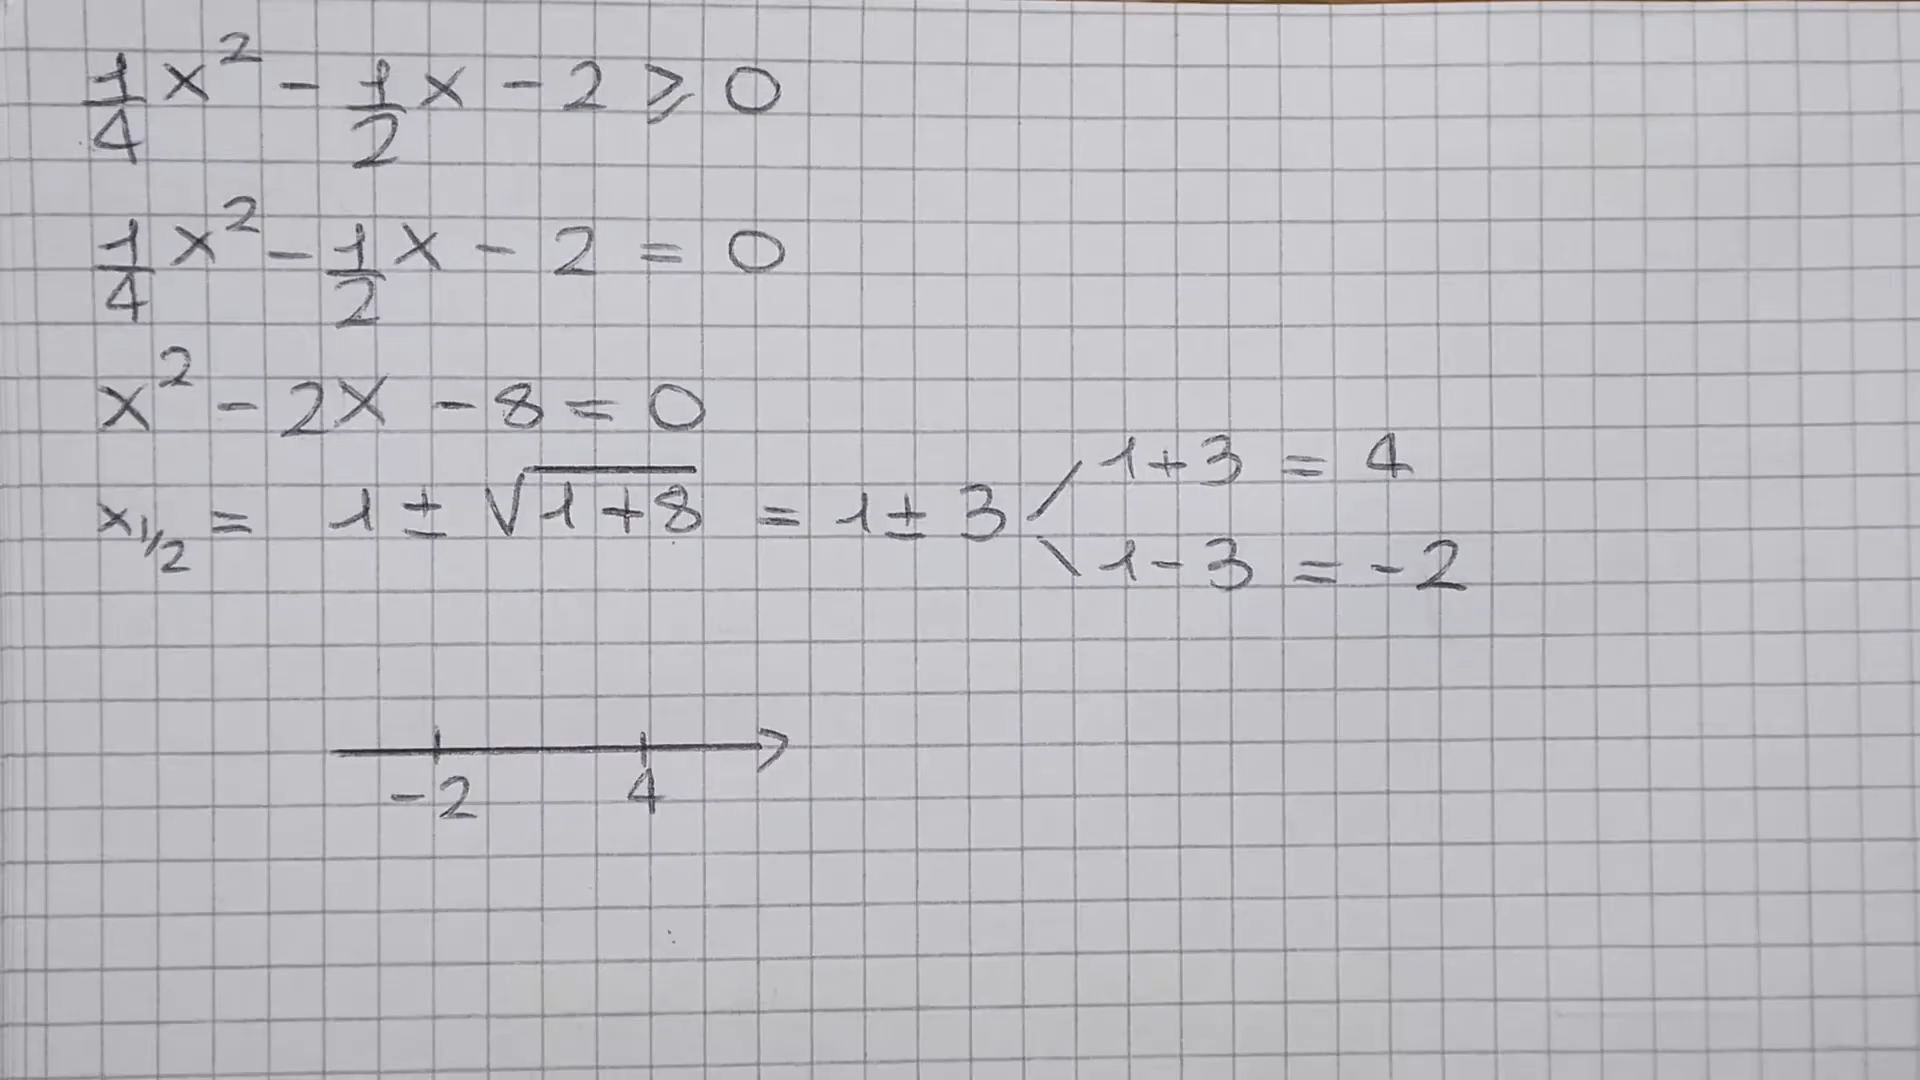 1/4 x² - 1/2 x - 2 ≥ 0
1/4 x² - 1/2 x - 2 = 0
x² - 2x - 8 = 0
x₁/₂ = 1 ± √(1+8) = 1 ± 3
1+3 = 4
1-3 = -2
-2 4